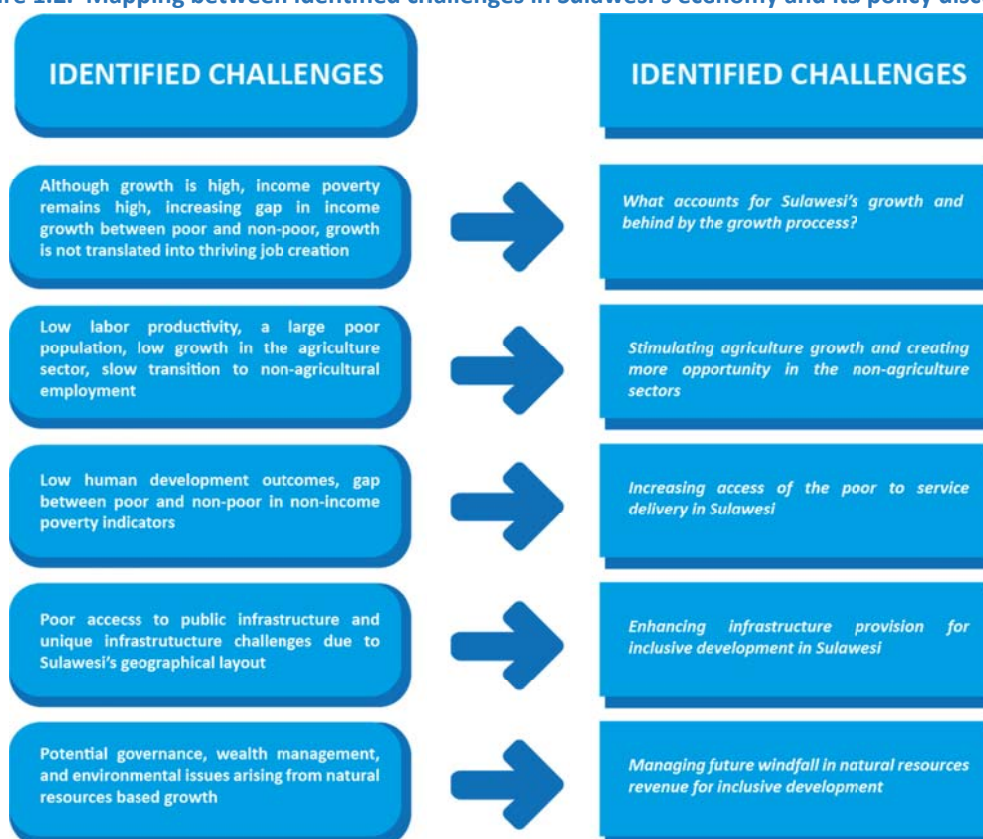 1.2. Mapping between identified challenges in Sulawesi's economy and its policy
IDENTIFIED CHALLENGES
IDENTIFIED CHALLENGES
Although growth is high, income poverty
remains high, increasing gap in income
growth between poor and non-poor, growth
is not translated into thriving job creation
What accounts for Sulawesi's growth and
behind by the growth proccess?
Low labor productivity, a large poor
population, low growth in the agriculture
sector, slow transition to non-agricultural
employment
Stimulating agriculture growth and creating
more opportunity in the non-agriculture
sectors
Low human development outcomes, gap
between poor and non-poor in non-income
poverty indicators
Increasing access of the poor to service
delivery in Sulawesi
Poor accecss to public infrastructure and
unique infrastrutucture challenges due to
Sulawesi's geographical layout
Enhancing infrastructure provision for
inclusive development in Sulawesi
Potential governance, wealth management,
and environmental issues arising from natural
resources based growth
Managing future windfall in natural resources
revenue for inclusive development